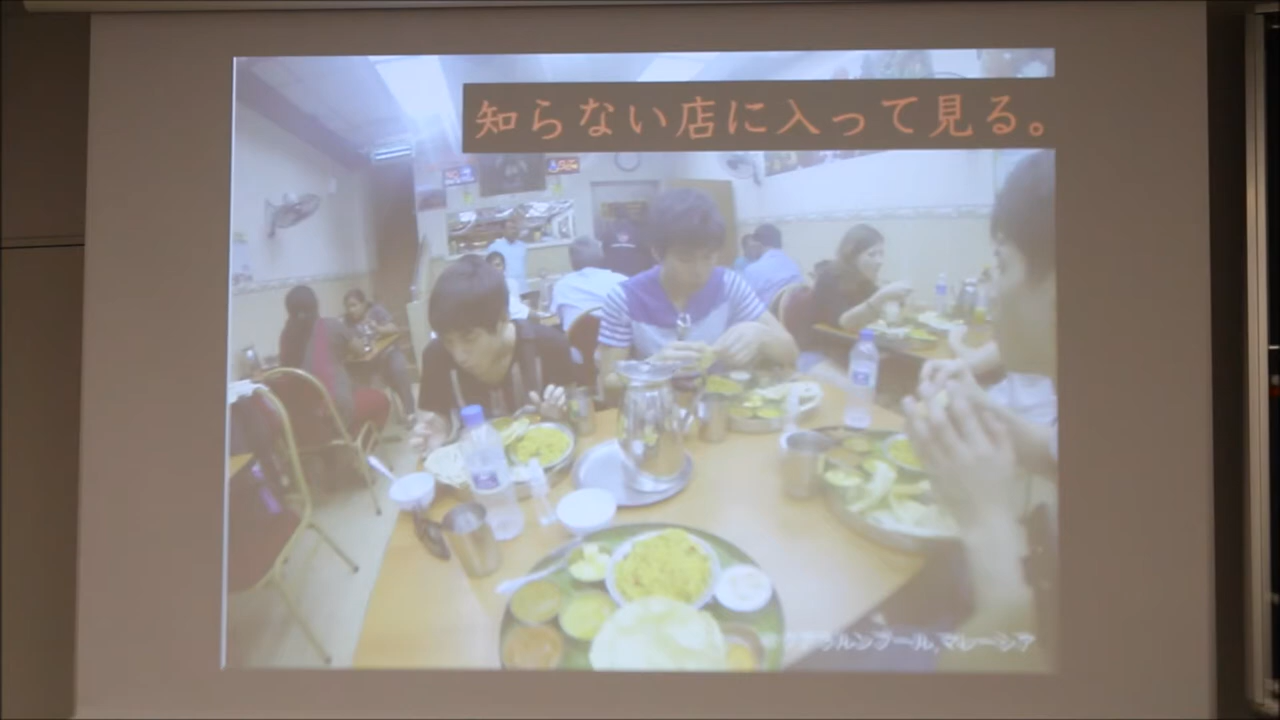 知らない店に入って見る。
クアラルンプール,マレーシア